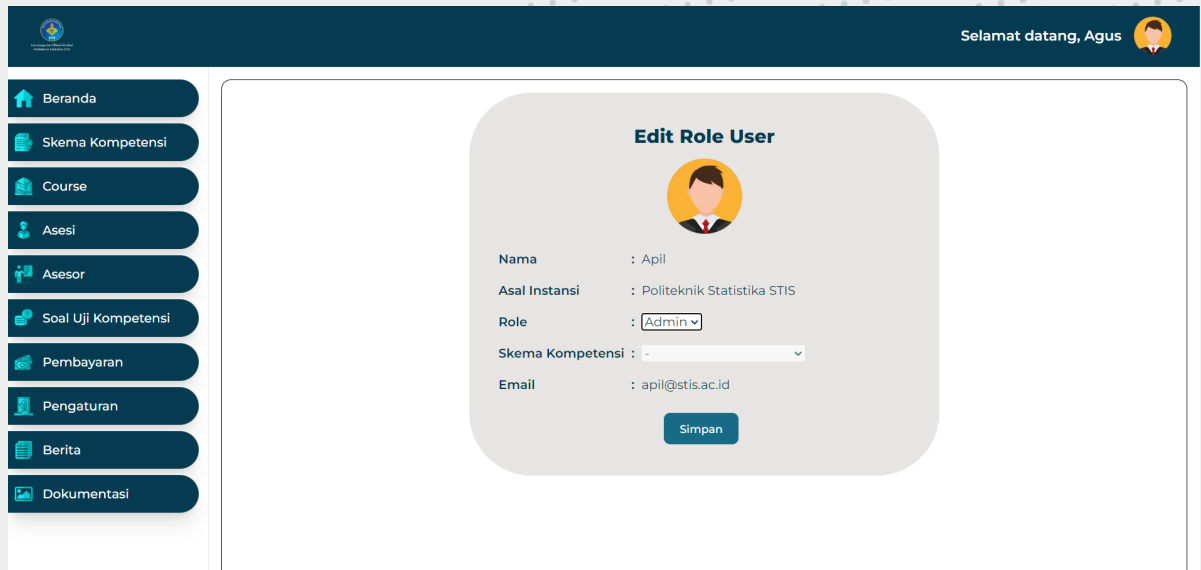 Selamat datang, Agus
Beranda
Skema Kompetensi
Course
Asesi
Asesor
Soal Uji Kompetensi
Pembayaran
Pengaturan
Berita
Dokumentasi
Edit Role User
Nama : Apil
Asal Instansi : Politeknik Statistika STIS
Role : Admin
Skema Kompetensi : -
Email : apil@stis.ac.id
Simpan